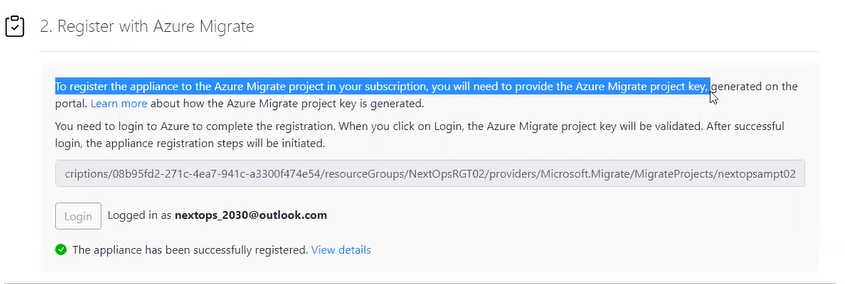 2. Register with Azure Migrate
To register the appliance to the Azure Migrate project in your subscription, you will need to provide the Azure Migrate project key, generated on the
portal. Learn more about how the Azure Migrate project key is generated.
You need to login to Azure to complete the registration. When you click on Login, the Azure Migrate project key will be validated. After successful
login, the appliance registration steps will be initiated.
criptions/08b95fd2-271c-4ea7-941c-a3300f474e54/resourceGroups/NextOpsRGT02/providers/Microsoft.Migrate/MigrateProjects/nextopsampt02
Login Logged in as nextops_2030@outlook.com
The appliance has been successfully registered. View details